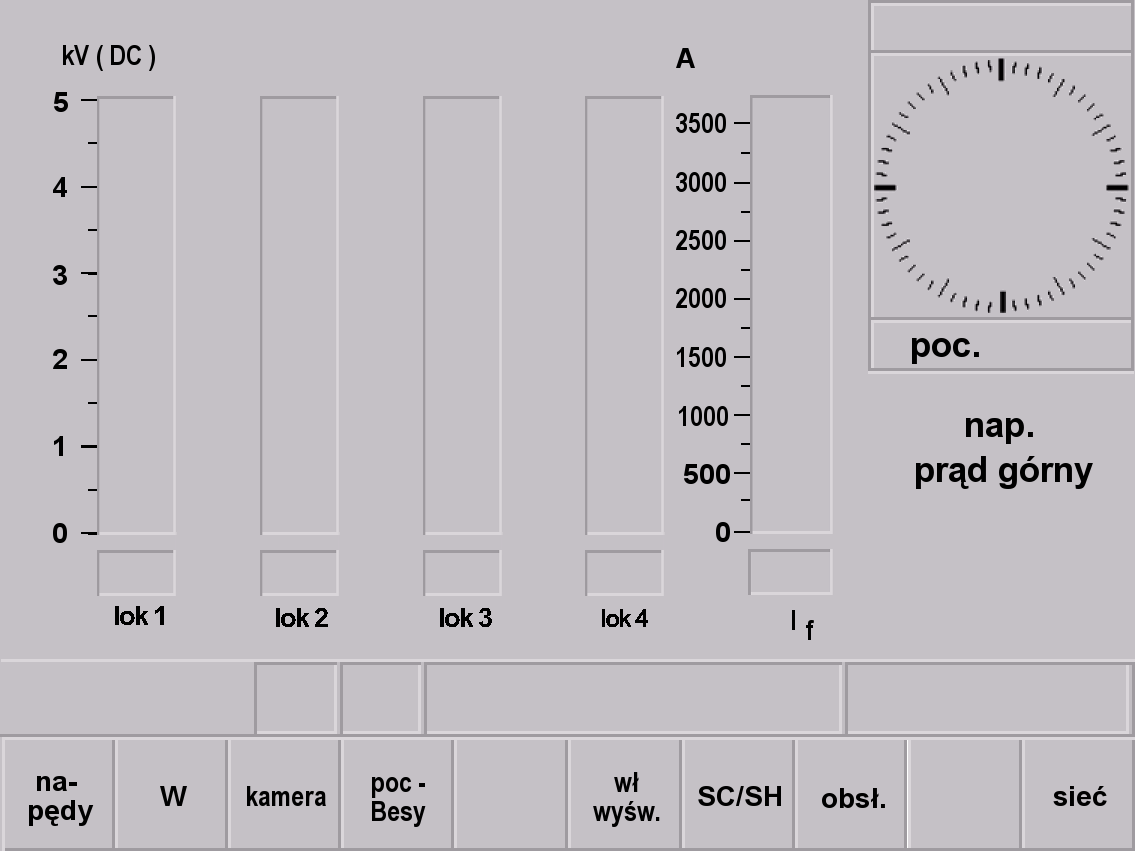 kV ( DC )
A
5
4
3
2
1
0
3500
3000
2500
2000
1500
1000
500
0
lok 1
lok 2
lok 3
lok 4
I f
poc.
nap.
prąd górny
na-
pędy
W
kamera
poc -
Besy
wł
wyśw.
SC/SH
obsł.
sieć